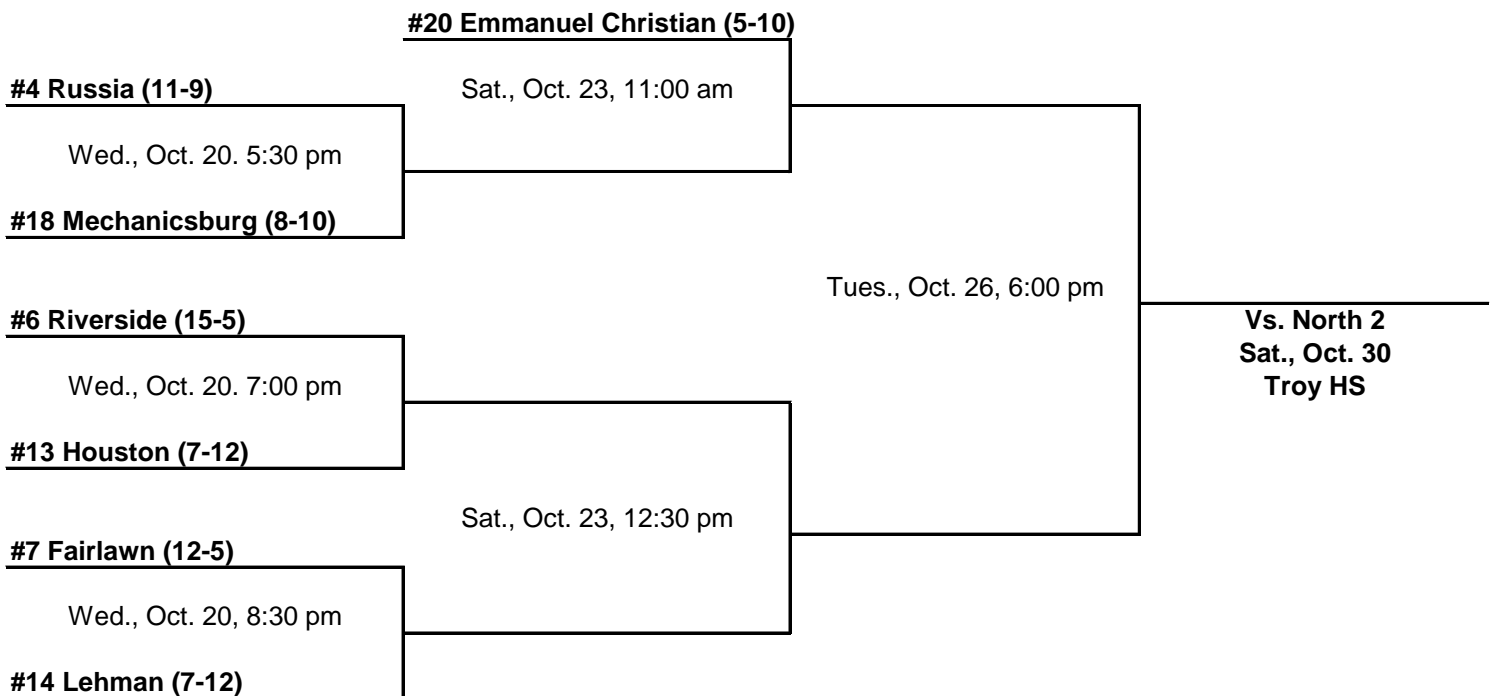 #20 Emmanuel Christian (5-10)
#4 Russia (11-9)
Sat., Oct. 23, 11:00 am
Wed., Oct. 20. 5:30 pm
#18 Mechanicsburg (8-10)
Tues., Oct. 26, 6:00 pm
#6 Riverside (15-5)
Vs. North 2
Sat., Oct. 30
Troy HS
Wed., Oct. 20. 7:00 pm
#13 Houston (7-12)
Sat., Oct. 23, 12:30 pm
#7 Fairlawn (12-5)
Wed., Oct. 20, 8:30 pm
#14 Lehman (7-12)